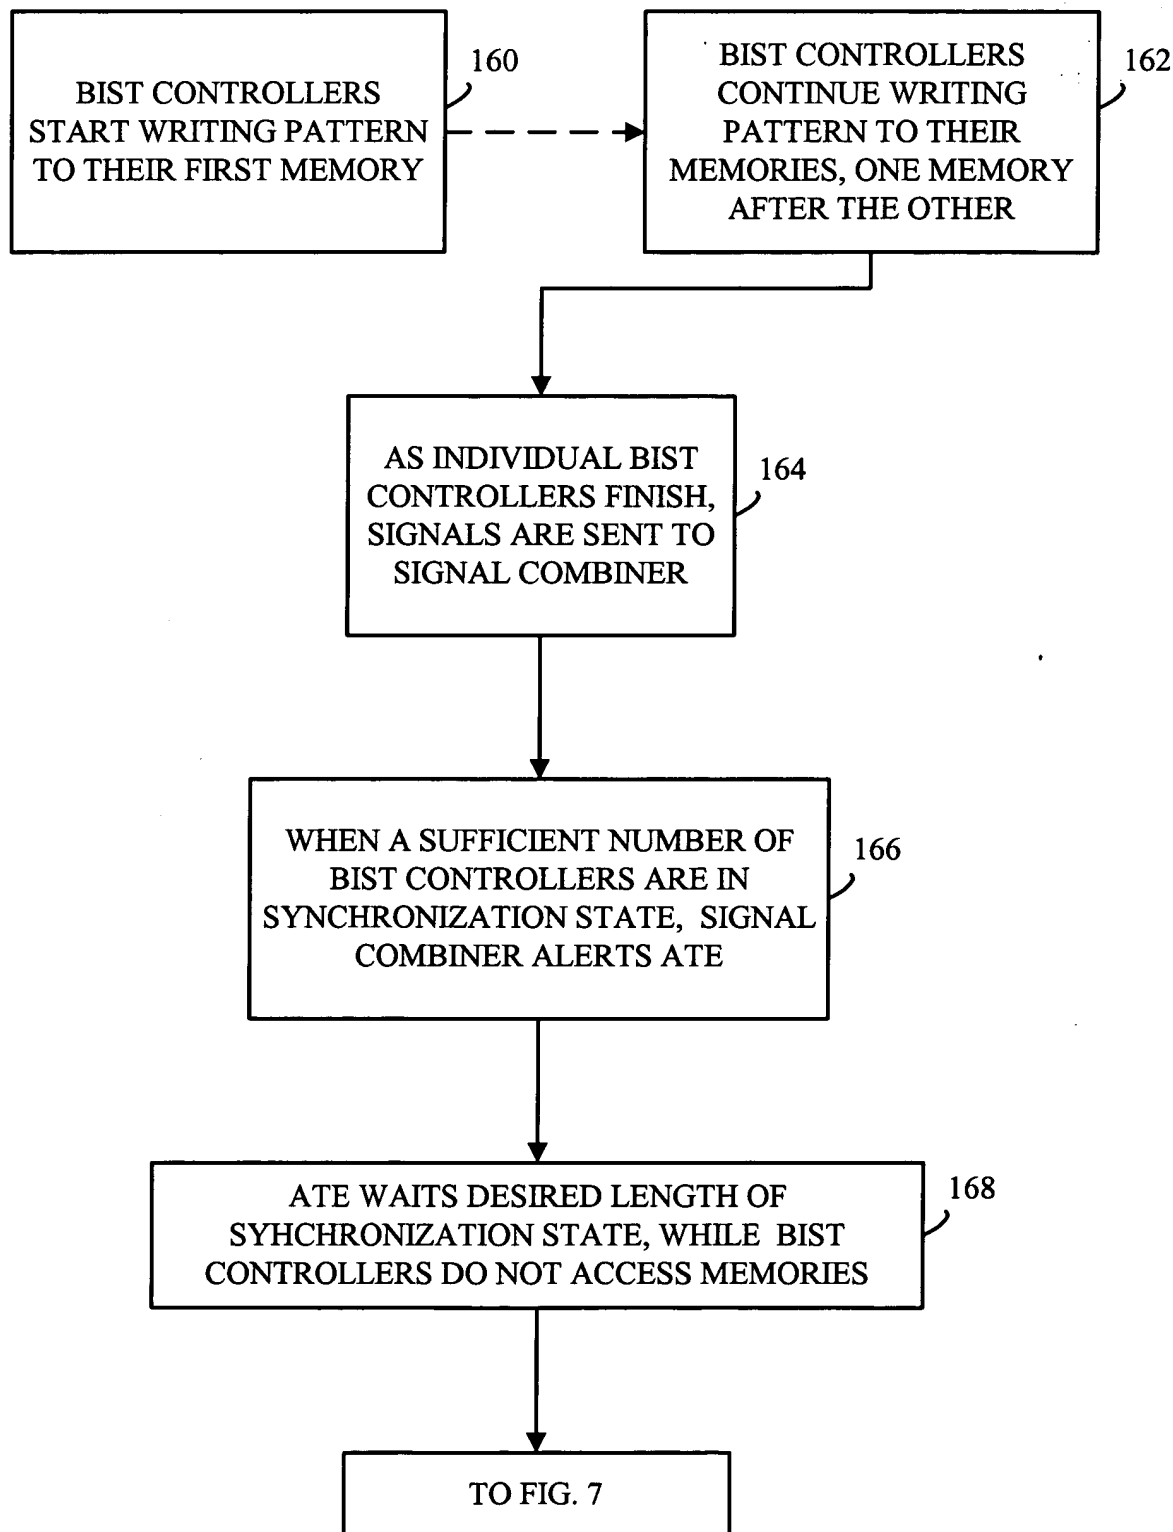 BIST CONTROLLERS
START WRITING PATTERN
TO THEIR FIRST MEMORY
160
BIST CONTROLLERS
CONTINUE WRITING
PATTERN TO THEIR
MEMORIES, ONE MEMORY
AFTER THE OTHER
162
AS INDIVIDUAL BIST
CONTROLLERS FINISH,
SIGNALS ARE SENT TO
SIGNAL COMBINER
164
WHEN A SUFFICIENT NUMBER OF
BIST CONTROLLERS ARE IN
SYNCHRONIZATION STATE, SIGNAL
COMBINER ALERTS ATE
166
ATE WAITS DESIRED LENGTH OF
SYHCHRONIZATION STATE, WHILE BIST
CONTROLLERS DO NOT ACCESS MEMORIES
168
TO FIG. 7